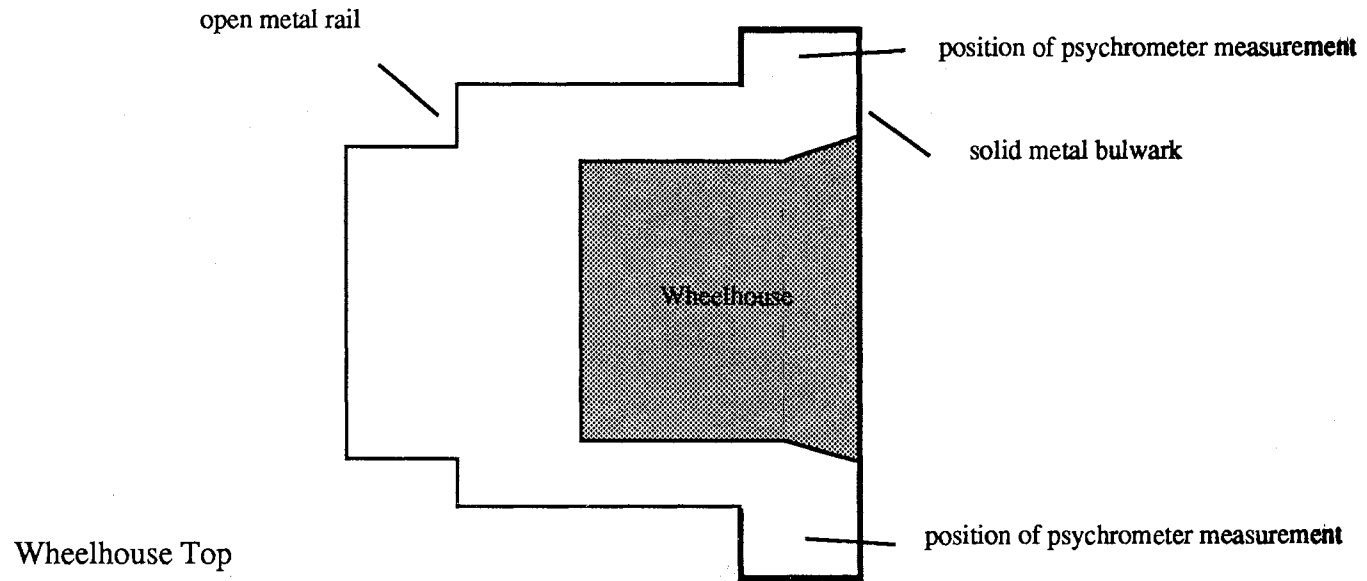 open metal rail
position of psychrometer measurement
solid metal bulwark
Wheelhouse
position of psychrometer measurement
Wheelhouse Top